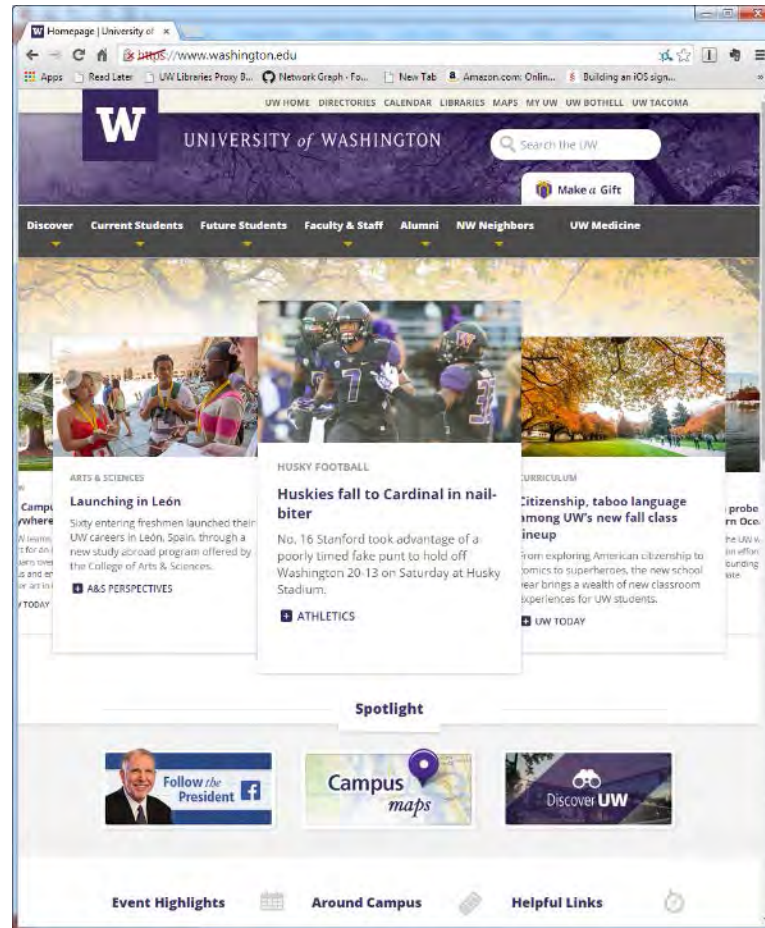 W Homepage | University of
https://www.washington.edu
Apps Read Later UW Libraries Proxy B... Network Graph · Fo... New Tab Amazon.com: Onlin... Building an iOS sign... »
UW HOME DIRECTORIES CALENDAR LIBRARIES MAPS MY UW UW BOTHELL UW TACOMA
W
UNIVERSITY of WASHINGTON
Search the UW
Make a Gift
Discover Current Students Future Students Faculty & Staff Alumni NW Neighbors UW Medicine
ARTS & SCIENCES
Launching in León
Sixty entering freshmen launched their
UW careers in León, Spain, through a
new study abroad program offered by
the College of Arts & Sciences.
A&S PERSPECTIVES
HUSKY FOOTBALL
Huskies fall to Cardinal in nail-
biter
No. 16 Stanford took advantage of a
poorly timed fake punt to hold off
Washington 20-13 on Saturday at Husky
Stadium.
ATHLETICS
CURRICULUM
Citizenship, taboo language
among UW's new fall class
lineup
From exploring American citizenship to
comics to superheroes, the new school
year brings a wealth of new classroom
experiences for UW students.
UW TODAY
Spotlight
Follow the
President
Campus
maps
Discover UW
Event Highlights Around Campus Helpful Links